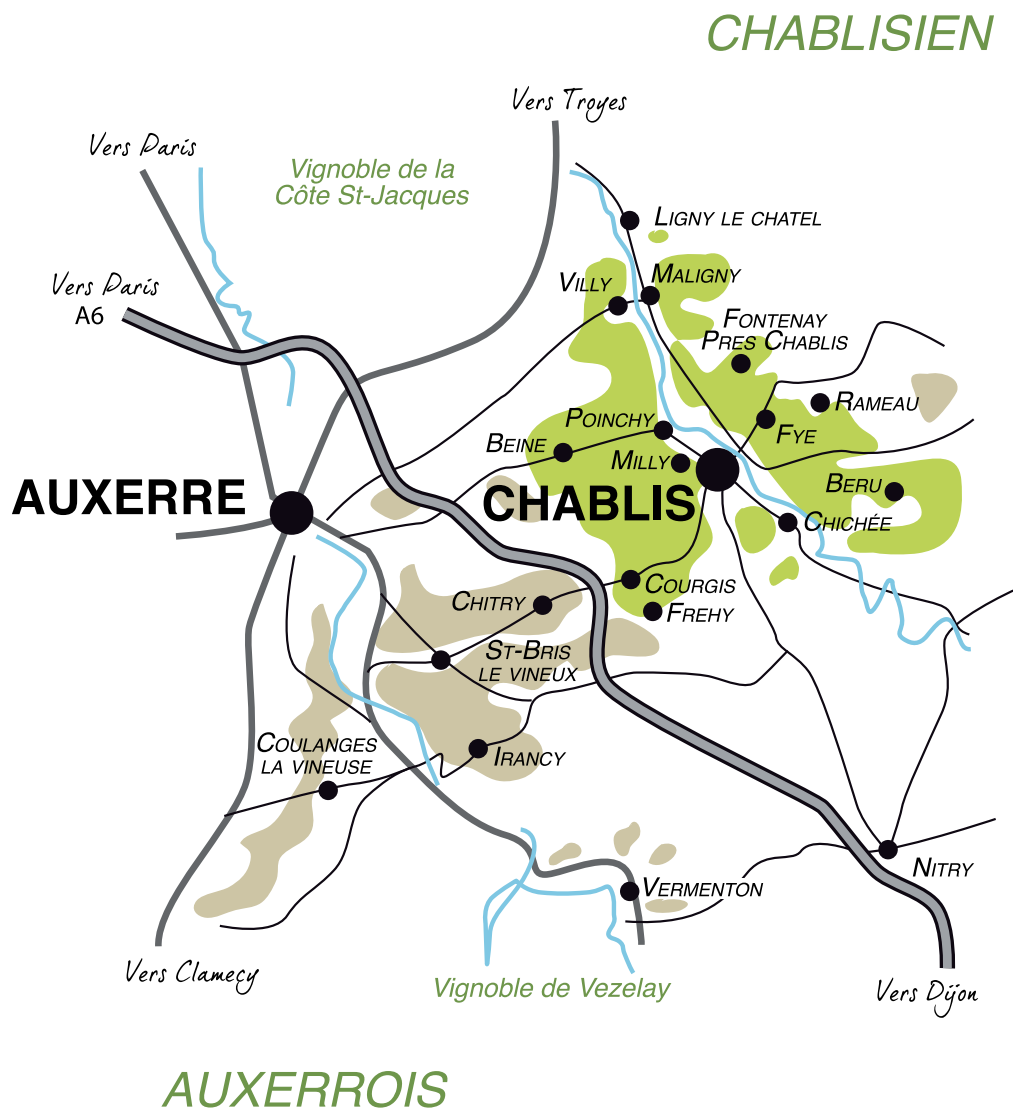 CHABLISIEN
Vers Troyes
Vers Paris
Vignoble de la
Côte St-Jacques
LIGNY LE CHATEL
Vers Paris
A6
VILLY
MALIGNY
FONTENAY
PRES CHABLIS
RAMEAU
POINCHY
FYE
BEINE
MILLY
BERU
AUXERRE
CHABLIS
CHICHÉE
COURGIS
CHITRY
FREHY
ST-BRIS
LE VINEUX
COULANGES
LA VINEUSE
IRANCY
NITRY
VERMENTON
Vers Clamecy
Vignoble de Vezelay
Vers Dijon
AUXERROIS